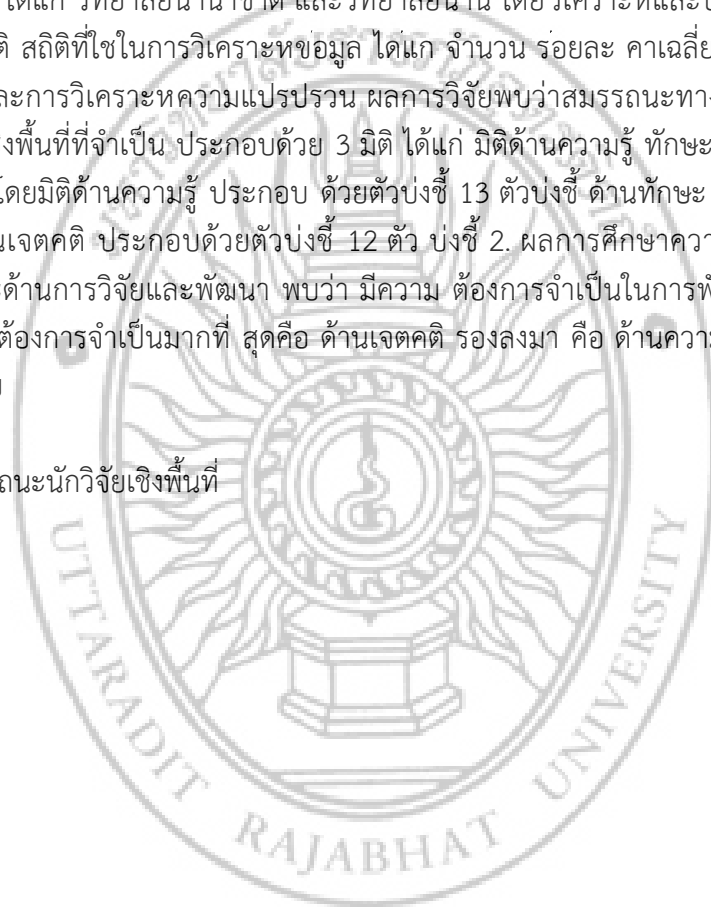 ได้แก่ วิทยาลัยนานาชาติ และวิทยาลัยน่าน โดยวิเคราะห์และ
ติ สถิติที่ใช้ในการวิเคราะหข้อมูล ได้แก จำนวน ร้อยละ คาเฉลี่ย
ละการวิเคราะหความแปรปรวน ผลการวิจัยพบว่าสมรรถนะทาง
งพื้นที่ที่จำเป็น ประกอบด้วย 3 มิติ ได้แก่ มิติด้านความรู้ ทักษะ
โดยมิติด้านความรู้ ประกอบ ด้วยตัวบ่งชี้ 13 ตัวบ่งชี้ ด้านทักษะ
นเจตคติ ประกอบด้วยตัวบ่งชี้ 12 ตัว บ่งชี้ 2. ผลการศึกษาควา
ะด้านการวิจัยและพัฒนา พบว่า มีความ ต้องการจำเป็นในการพั
ต้องการจำเป็นมากที่ สุดคือ ด้านเจตคติ รองลงมา คือ ด้านความ
ถนะนักวิจัยเชิงพื้นที่
UTTARADIT RAJABHAT UNIVERSITY